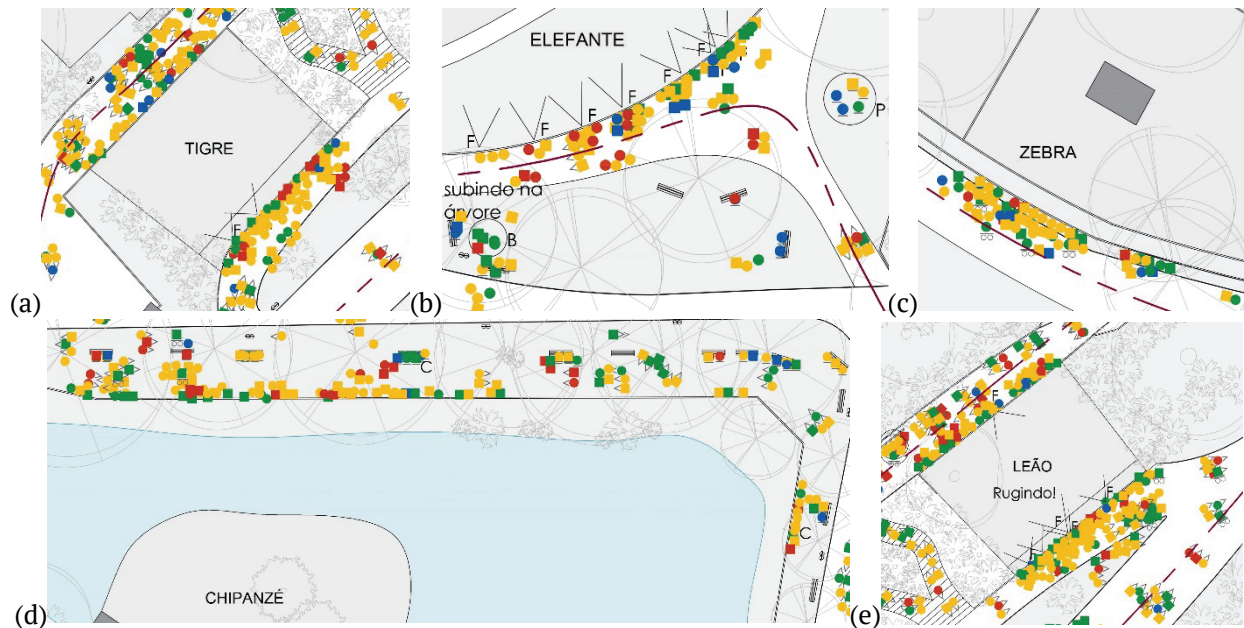 (a)
TIGRE
F
(b)
ELEFANTE
F
F
F
F
F
F
P
subindo na
árvore
B
(c)
ZEBRA
(d)
C
C
CHIPANZÉ
(e)
F
LEÃO
Rugindo!
F
F
F
F